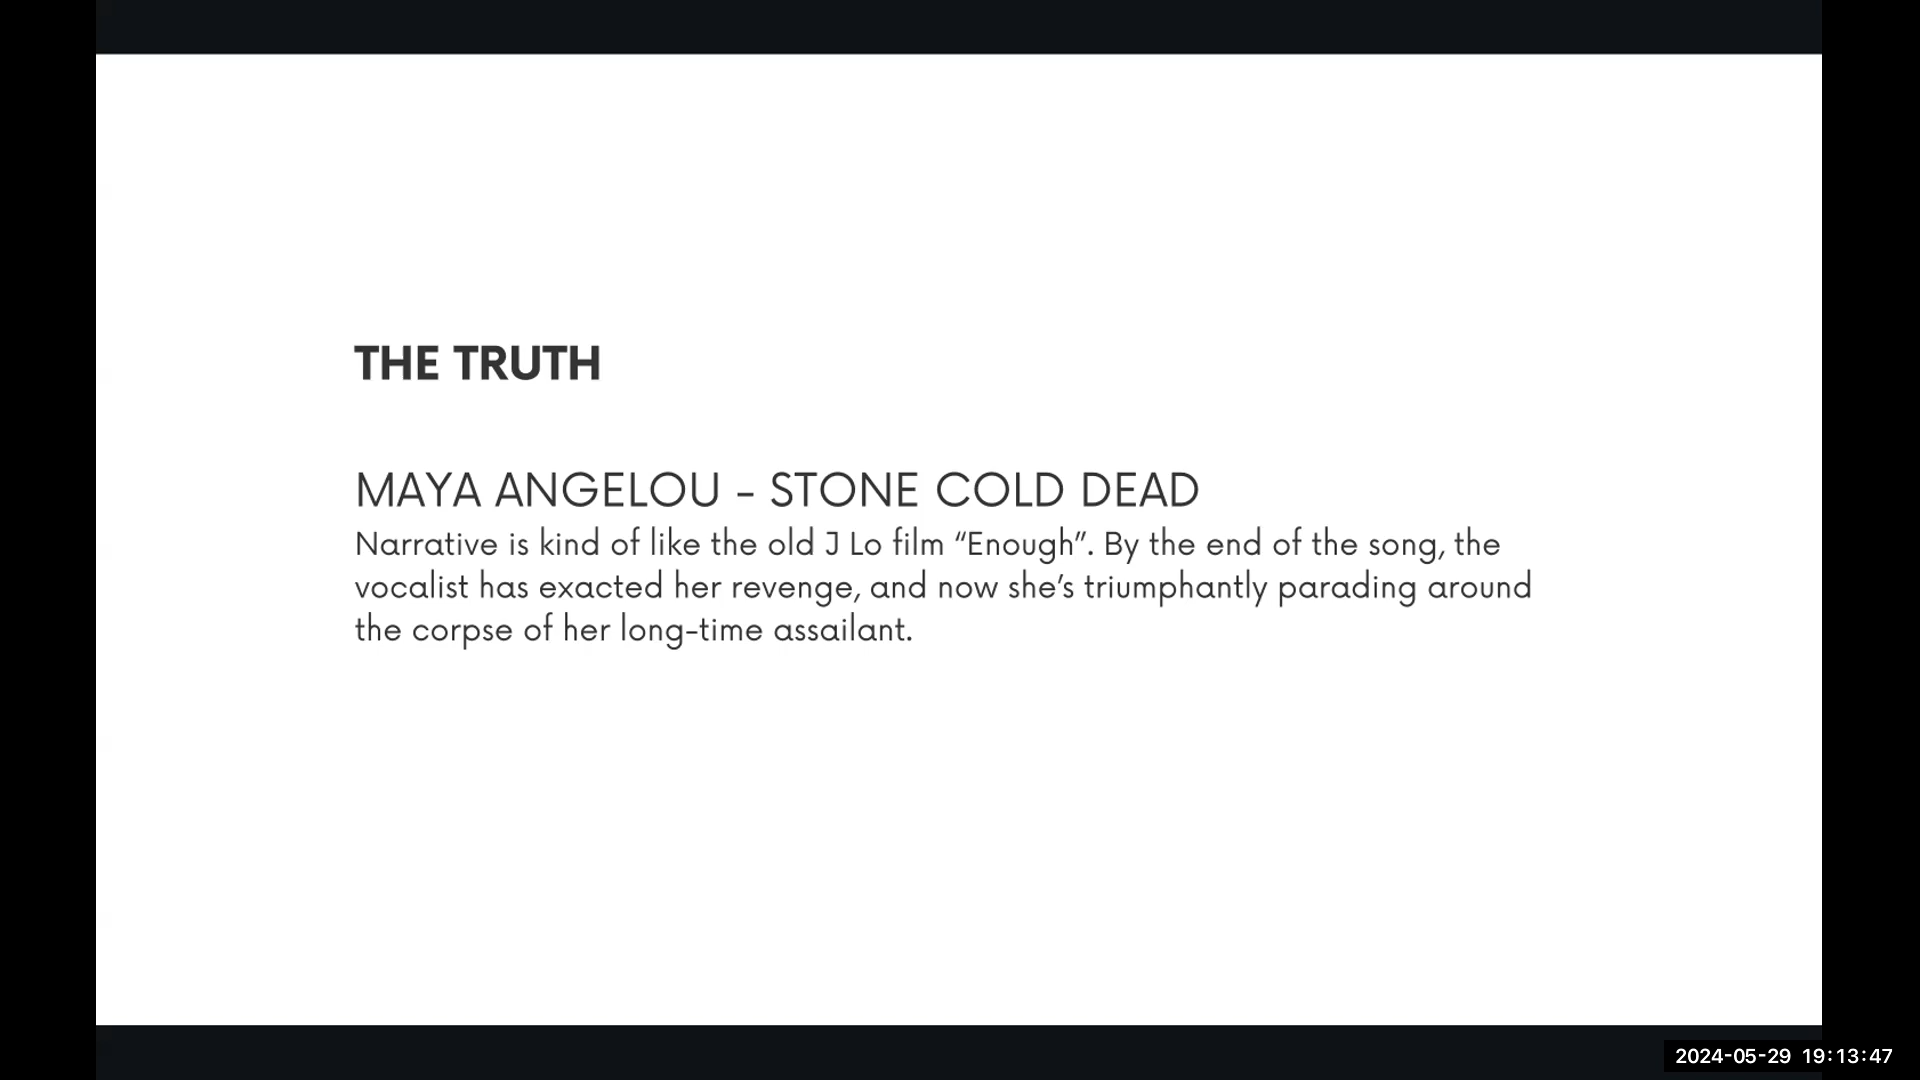 THE TRUTH
MAYA ANGELOU - STONE COLD DEAD
Narrative is kind of like the old J Lo film “Enough”. By the end of the song, the
vocalist has exacted her revenge, and now she’s triumphantly parading around
the corpse of her long-time assailant.
2024-05-29 19:13:47